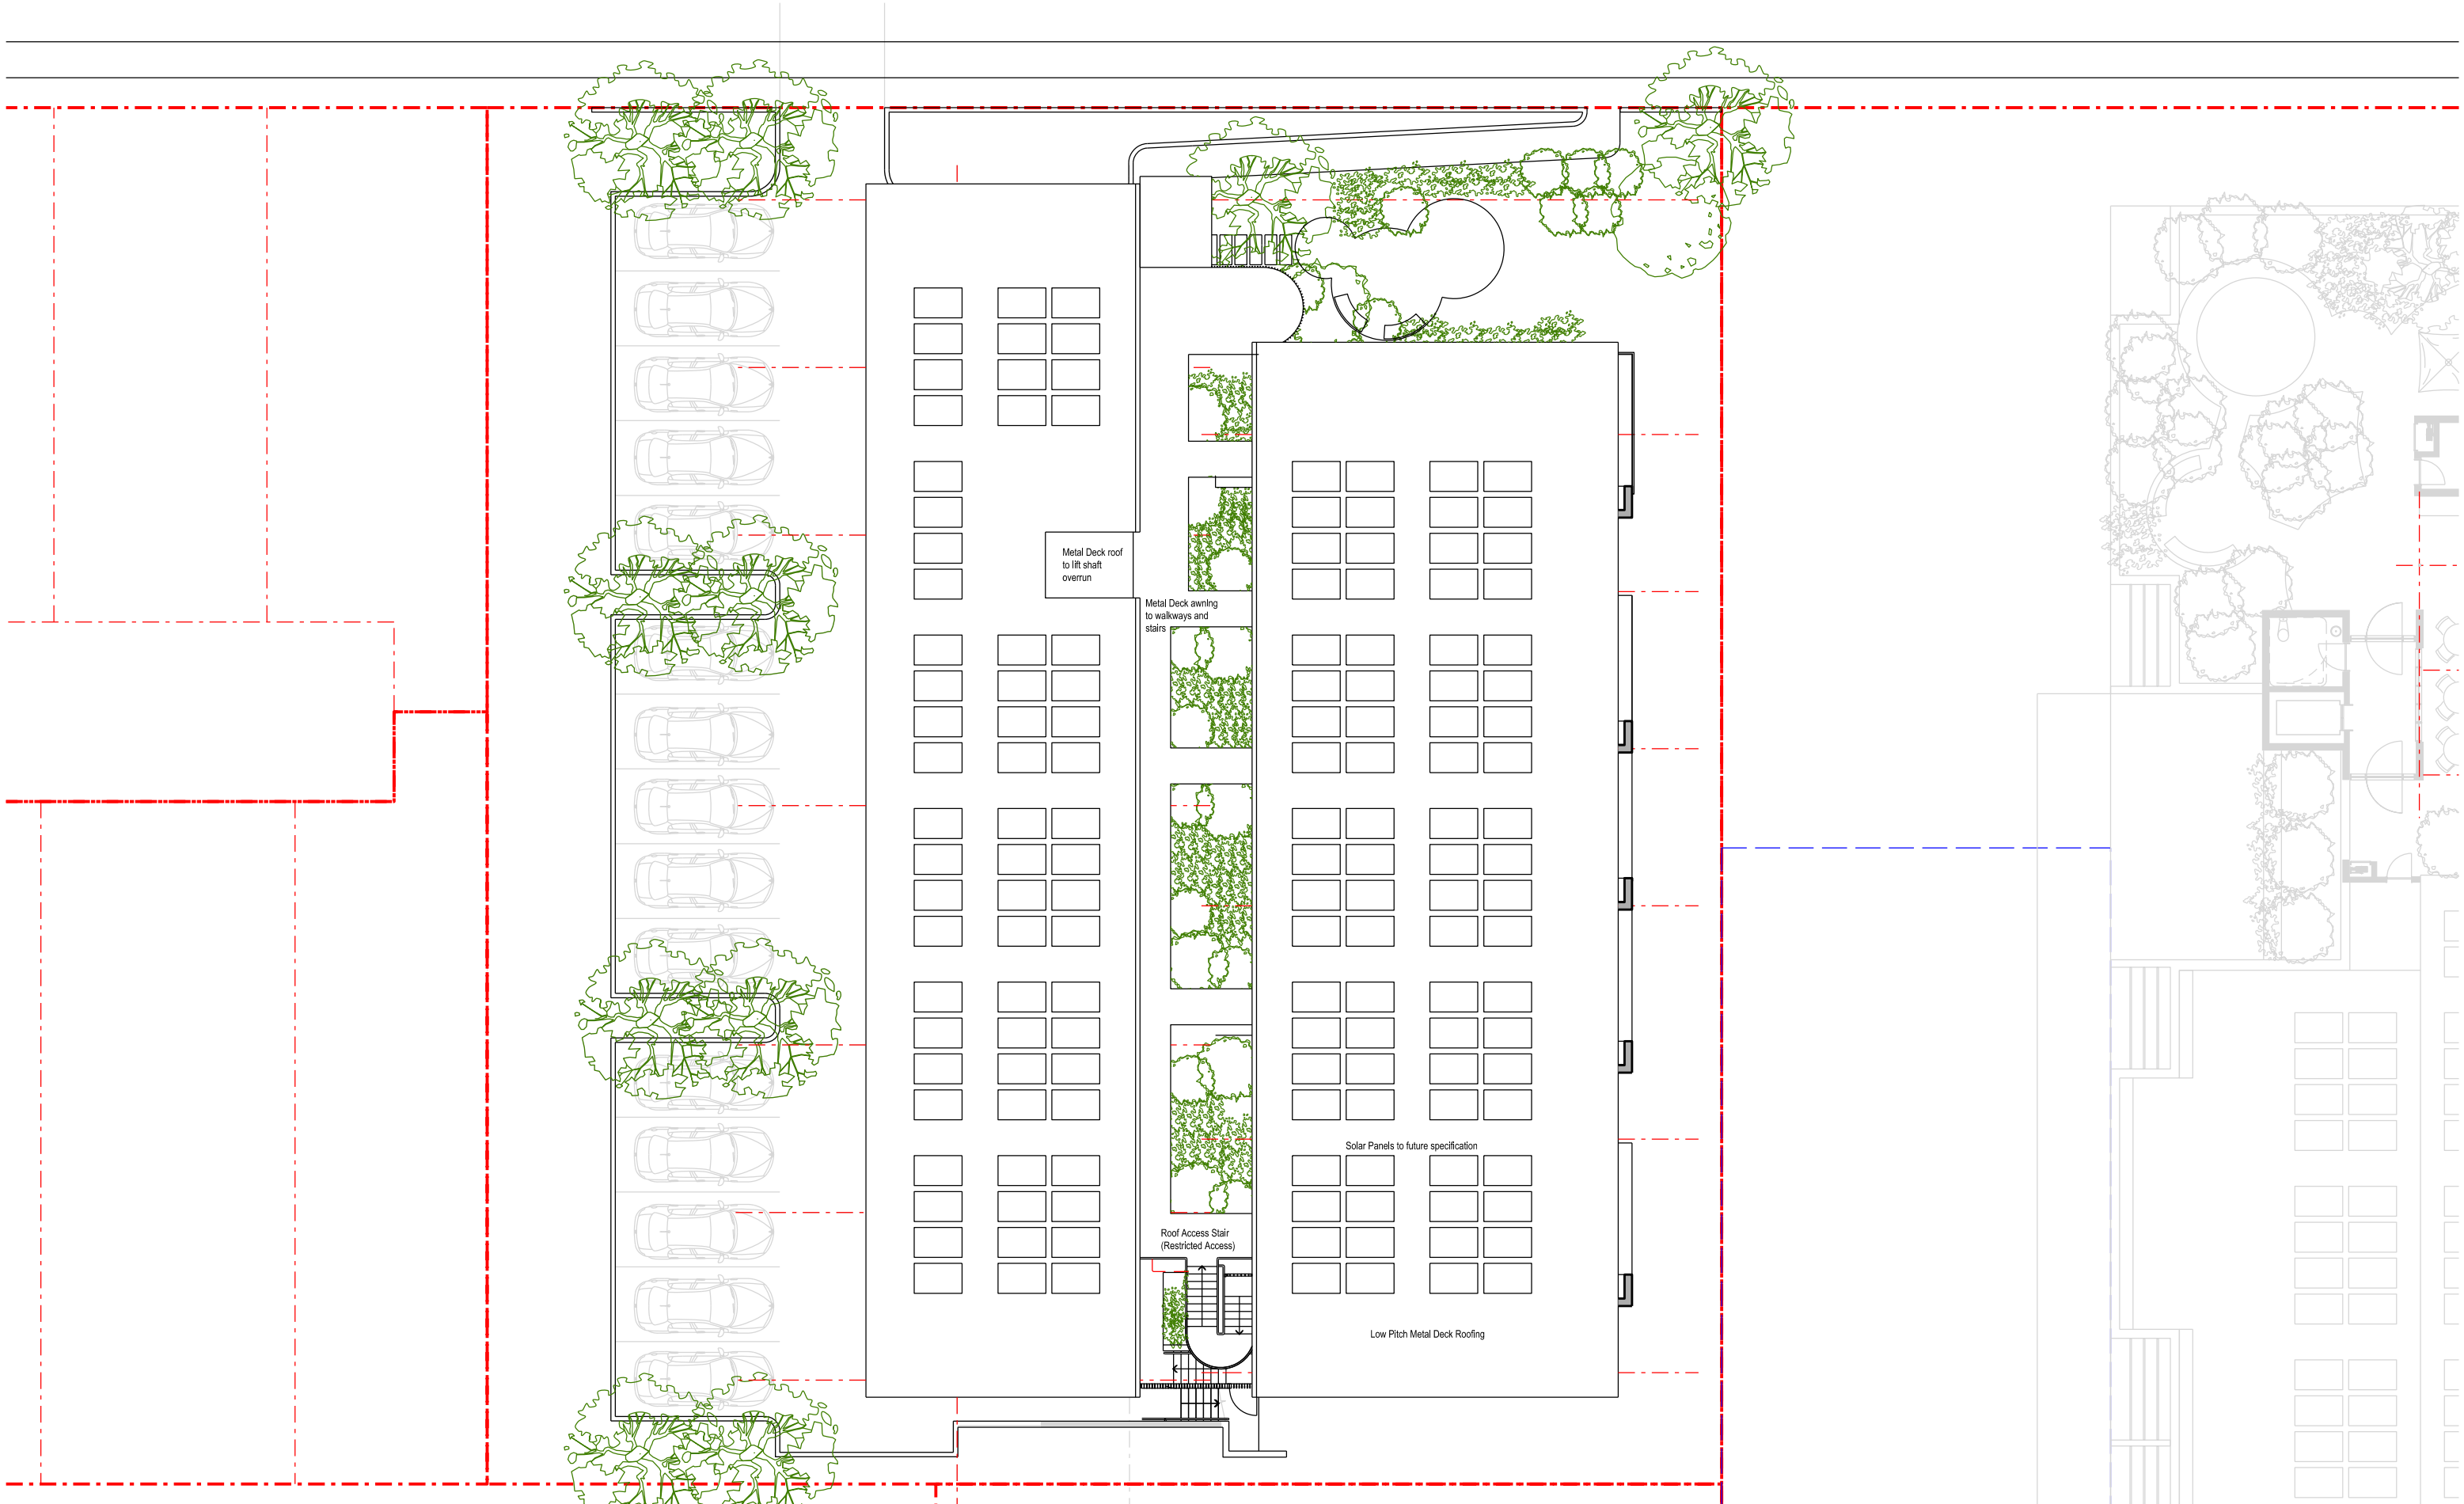 Metal Deck roof
to lift shaft
overrun
Metal Deck awning
to walkways and
stairs
Solar Panels to future specification
Roof Access Stair
(Restricted Access)
Low Pitch Metal Deck Roofing